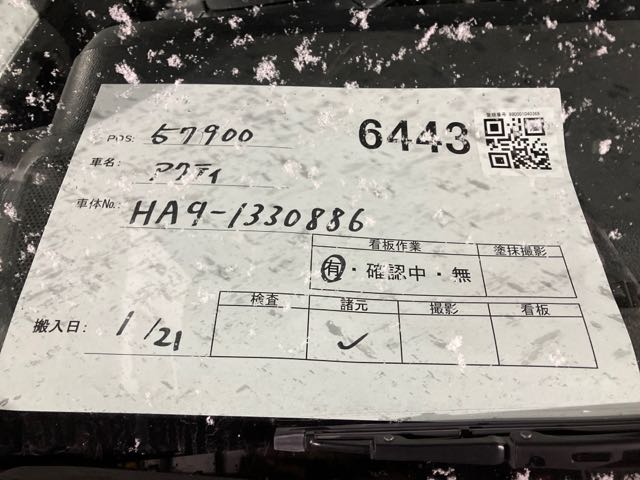 POS: 57900
6443
車名: アクティ
車体No.: HA9-1330886
看板作業 塗抹撮影
有・確認中・無
検査 諸元 撮影 看板
搬入日: 1/21 ✓